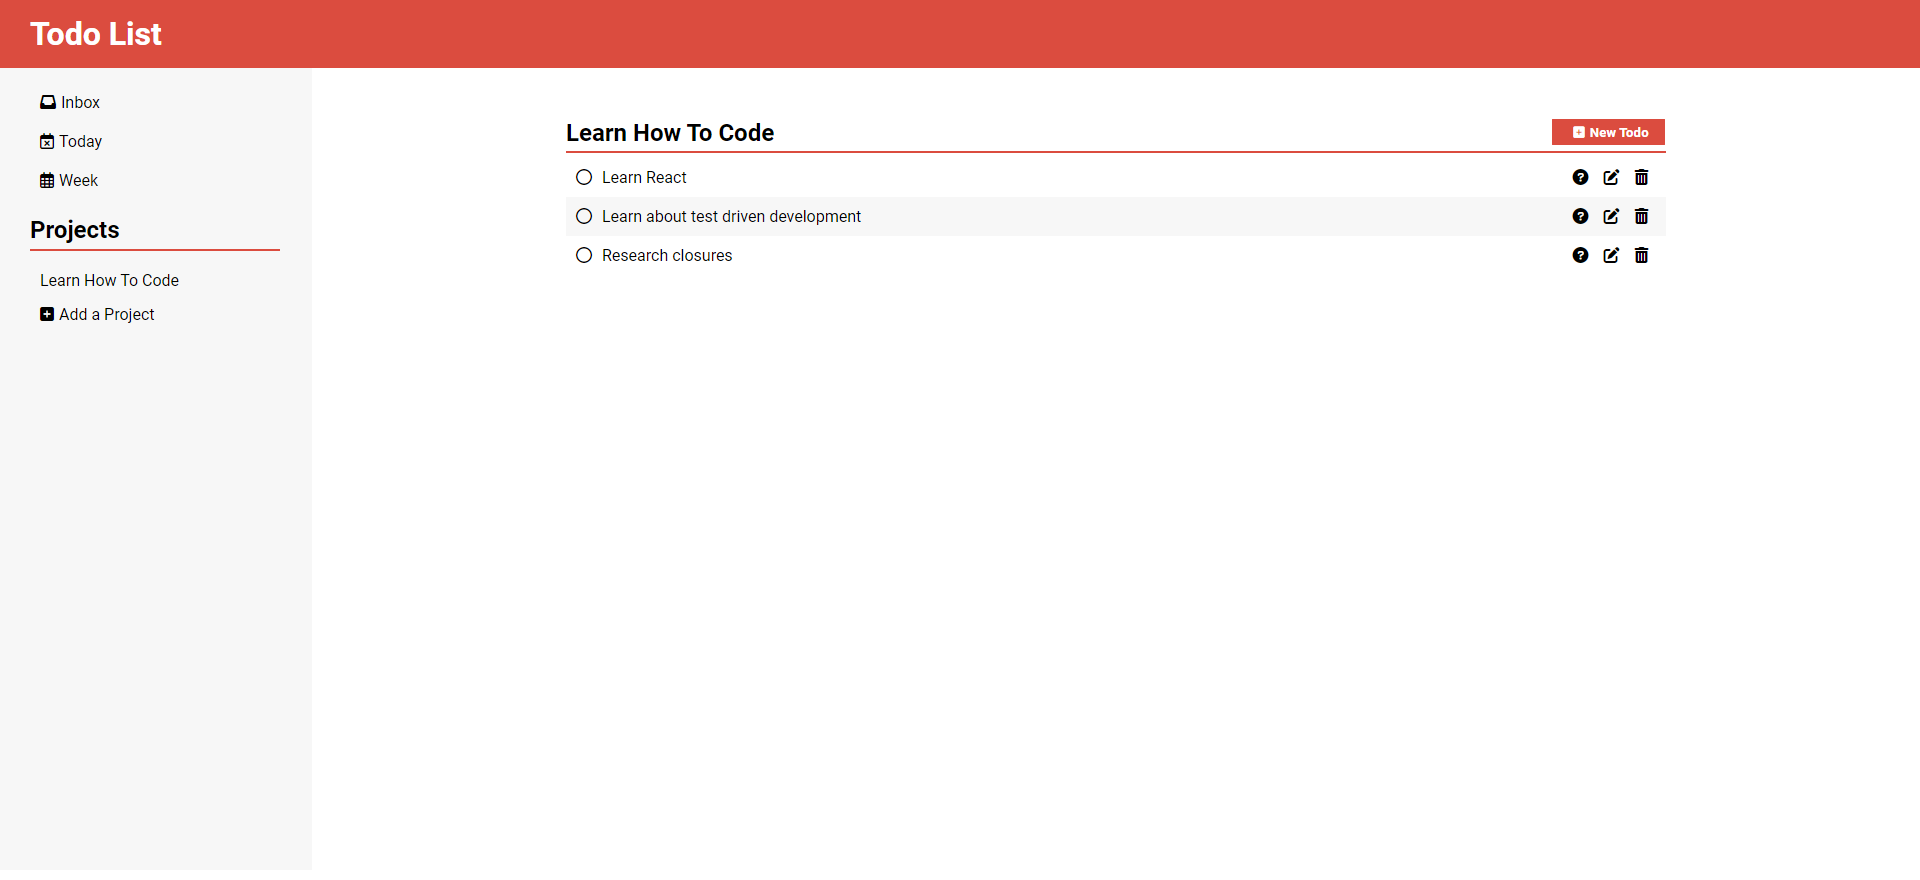 Todo List
Inbox
Today
Week
Projects
Learn How To Code
Add a Project
Learn How To Code
New Todo
Learn React
Learn about test driven development
Research closures